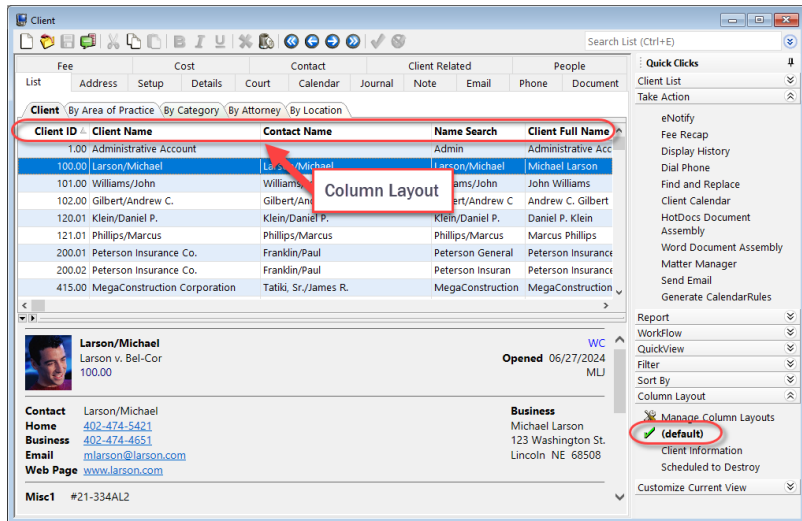 Client
Search List (Ctrl+E)
Fee Cost Contact Client Related People
List Address Setup Details Court Calendar Journal Note Email Phone Document
Client By Area of Practice By Category By Attorney By Location
Client ID Client Name Contact Name Name Search Client Full Name
1.00 Administrative Account Admin Administrative Acc
100.00 Larson/Michael Larson/Michael Larson/Michael Michael Larson
101.00 Williams/John Williams ams/John John Williams
102.00 Gilbert/Andrew C. Gilbert/An ert/Andrew C Andrew C. Gilbert
120.01 Klein/Daniel P. Klein/Daniel P. Klein/Daniel P. Daniel P. Klein
121.01 Phillips/Marcus Phillips/Marcus Phillips/Marcus Marcus Phillips
200.01 Peterson Insurance Co. Franklin/Paul Peterson General Peterson Insurance
200.02 Peterson Insurance Co. Franklin/Paul Peterson Insuran Peterson Insurance
415.00 MegaConstruction Corporation Tatiki, Sr./James R. MegaConstruction MegaConstruction
Column Layout
Larson/Michael WC
Larson v. Bel-Cor Opened 06/27/2024
100.00 MLJ
Contact Larson/Michael Business
Home 402-474-5421 Michael Larson
Business 402-474-4651 123 Washington St.
Email mlarson@larson.com Lincoln NE 68508
Web Page www.larson.com
Misc1 #21-334AL2
Quick Clicks
Client List
Take Action
eNotify
Fee Recap
Display History
Dial Phone
Find and Replace
Client Calendar
HotDocs Document
Assembly
Word Document Assembly
Matter Manager
Send Email
Generate CalendarRules
Report
WorkFlow
QuickView
Filter
Sort By
Column Layout
Manage Column Layouts
(default)
Client Information
Scheduled to Destroy
Customize Current View